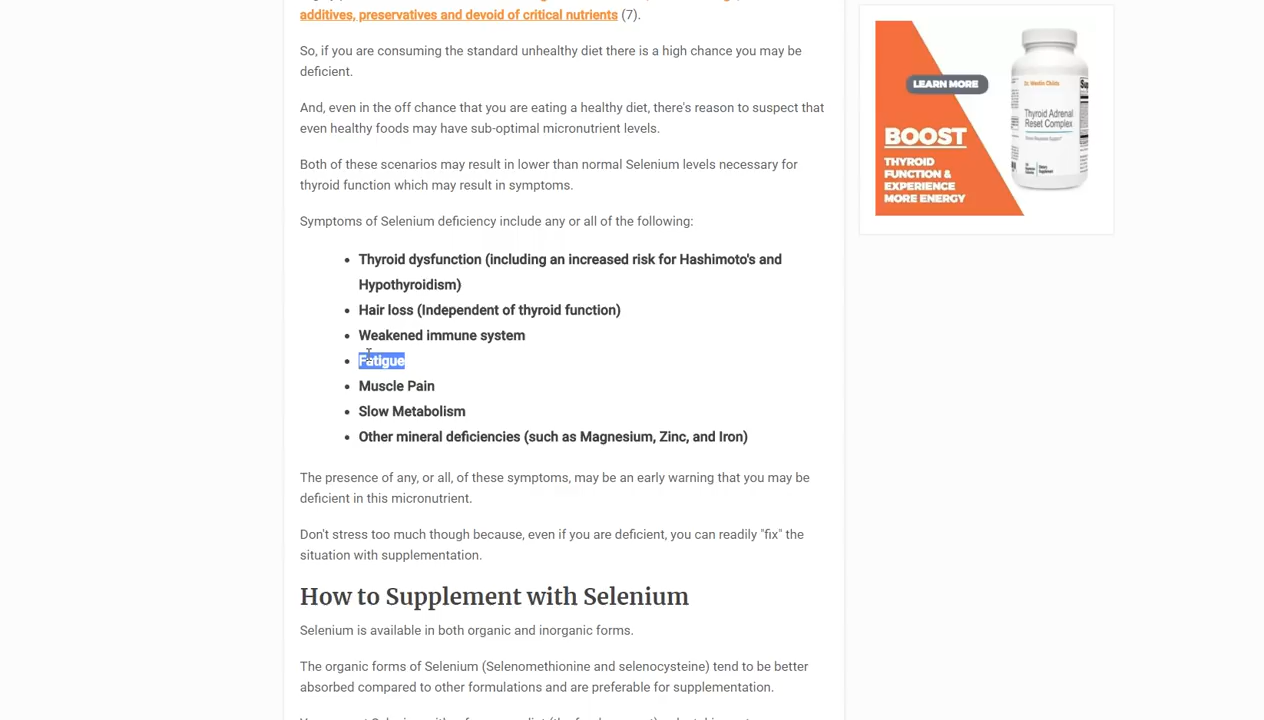 additives, preservatives and devoid of critical nutrients (7).
So, if you are consuming the standard unhealthy diet there is a high chance you may be
deficient.
And, even in the off chance that you are eating a healthy diet, there's reason to suspect that
even healthy foods may have sub-optimal micronutrient levels.
Both of these scenarios may result in lower than normal Selenium levels necessary for
thyroid function which may result in symptoms.
Symptoms of Selenium deficiency include any or all of the following:
• Thyroid dysfunction (including an increased risk for Hashimoto's and
Hypothyroidism)
• Hair loss (Independent of thyroid function)
• Weakened immune system
• Fatigue
• Muscle Pain
• Slow Metabolism
• Other mineral deficiencies (such as Magnesium, Zinc, and Iron)
The presence of any, or all, of these symptoms, may be an early warning that you may be
deficient in this micronutrient.
Don't stress too much though because, even if you are deficient, you can readily "fix" the
situation with supplementation.
How to Supplement with Selenium
Selenium is available in both organic and inorganic forms.
The organic forms of Selenium (Selenomethionine and selenocysteine) tend to be better
absorbed compared to other formulations and are preferable for supplementation.
LEARN MORE
BOOST
THYROID
FUNCTION &
EXPERIENCE
MORE ENERGY
Dr. Westin Childs
Thyroid Adrenal
Reset Complex